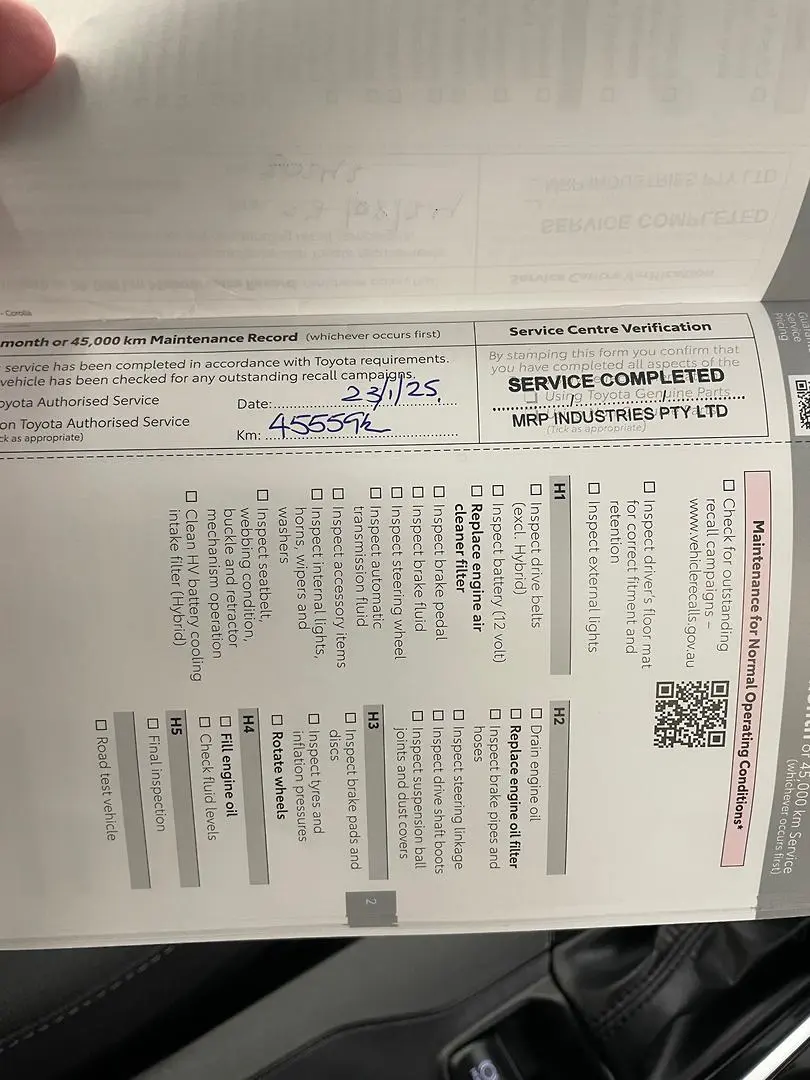 - Corolla
month or 45,000 km Maintenance Record (whichever occurs first)
service has been completed in accordance with Toyota requirements.
vehicle has been checked for any outstanding recall campaigns.
oyota Authorised Service
on Toyota Authorised Service
ck as appropriate)
Date: 23/1/25.
Km: 45559k
Service Centre Verification
By stamping this form you confirm that
you have completed all aspects of the
SERVICE COMPLETED
Using Toyota Genuine Parts
MRP INDUSTRIES PTY LTD
(Tick as appropriate)
Service
Pricing
or 45,000 km Service
(whichever occurs first)
Maintenance for Normal Operating Conditions*
Check for outstanding
recall campaigns –
www.vehiclerecalls.gov.au
Inspect driver's floor mat
for correct fitment and
retention
Inspect external lights
H1
Inspect drive belts
(excl. Hybrid)
Inspect battery (12 volt)
Replace engine air
cleaner filter
Inspect brake pedal
Inspect brake fluid
Inspect steering wheel
Inspect automatic
transmission fluid
Inspect accessory items
Inspect internal lights,
horns, wipers and
washers
Inspect seatbelt,
webbing condition,
buckle and retractor
mechanism operation
Clean HV battery cooling
intake filter (Hybrid)
H2
Drain engine oil
Replace engine oil filter
Inspect brake pipes and
hoses
Inspect steering linkage
Inspect drive shaft boots
Inspect suspension ball
joints and dust covers
H3
Inspect brake pads and
discs
Inspect tyres and
inflation pressures
Rotate wheels
H4
Fill engine oil
Check fluid levels
H5
Final inspection
Road test vehicle
2